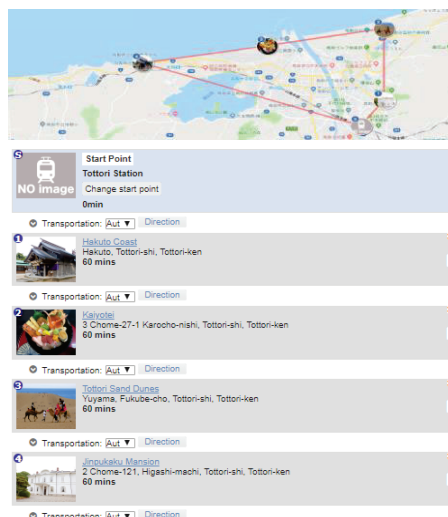 S
NO image
Start Point
Tottori Station
Change start point
0min
Transportation: Aut ▼ Direction
1
Hakuto Coast
Hakuto, Tottori-shi, Tottori-ken
60 mins
Transportation: Aut ▼ Direction
2
Kaiyotei
3 Chome-27-1 Karocho-nishi, Tottori-shi, Tottori-ken
60 mins
Transportation: Aut ▼ Direction
3
Tottori Sand Dunes
Yuyama, Fukube-cho, Tottori-shi, Tottori-ken
60 mins
Transportation: Aut ▼ Direction
4
Jinpukaku Mansion
2 Chome-121, Higashi-machi, Tottori-shi, Tottori-ken
60 mins
Transportation: Aut ▼ Direction